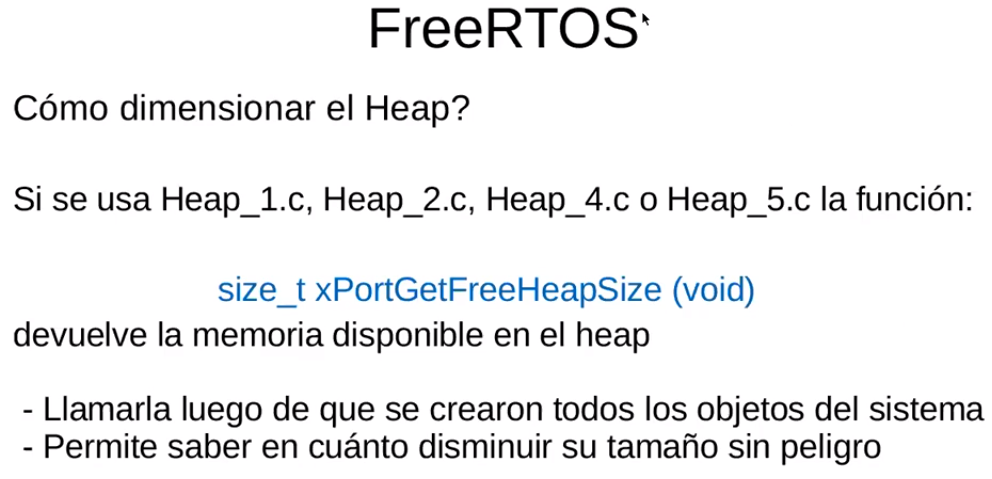 FreeRTOS
Cómo dimensionar el Heap?
Si se usa Heap_1.c, Heap_2.c, Heap_4.c o Heap_5.c la función:
size_t xPortGetFreeHeapSize (void)
devuelve la memoria disponible en el heap
- Llamarla luego de que se crearon todos los objetos del sistema
- Permite saber en cuánto disminuir su tamaño sin peligro